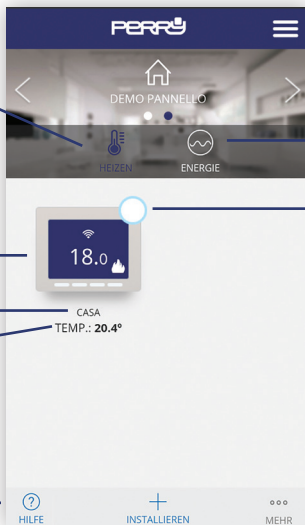 PERRY
DEMO PANNELLO
HEIZEN ENERGIE
18.0
CASA
TEMP.: 20.4°
HILFE INSTALLIEREN MEHR